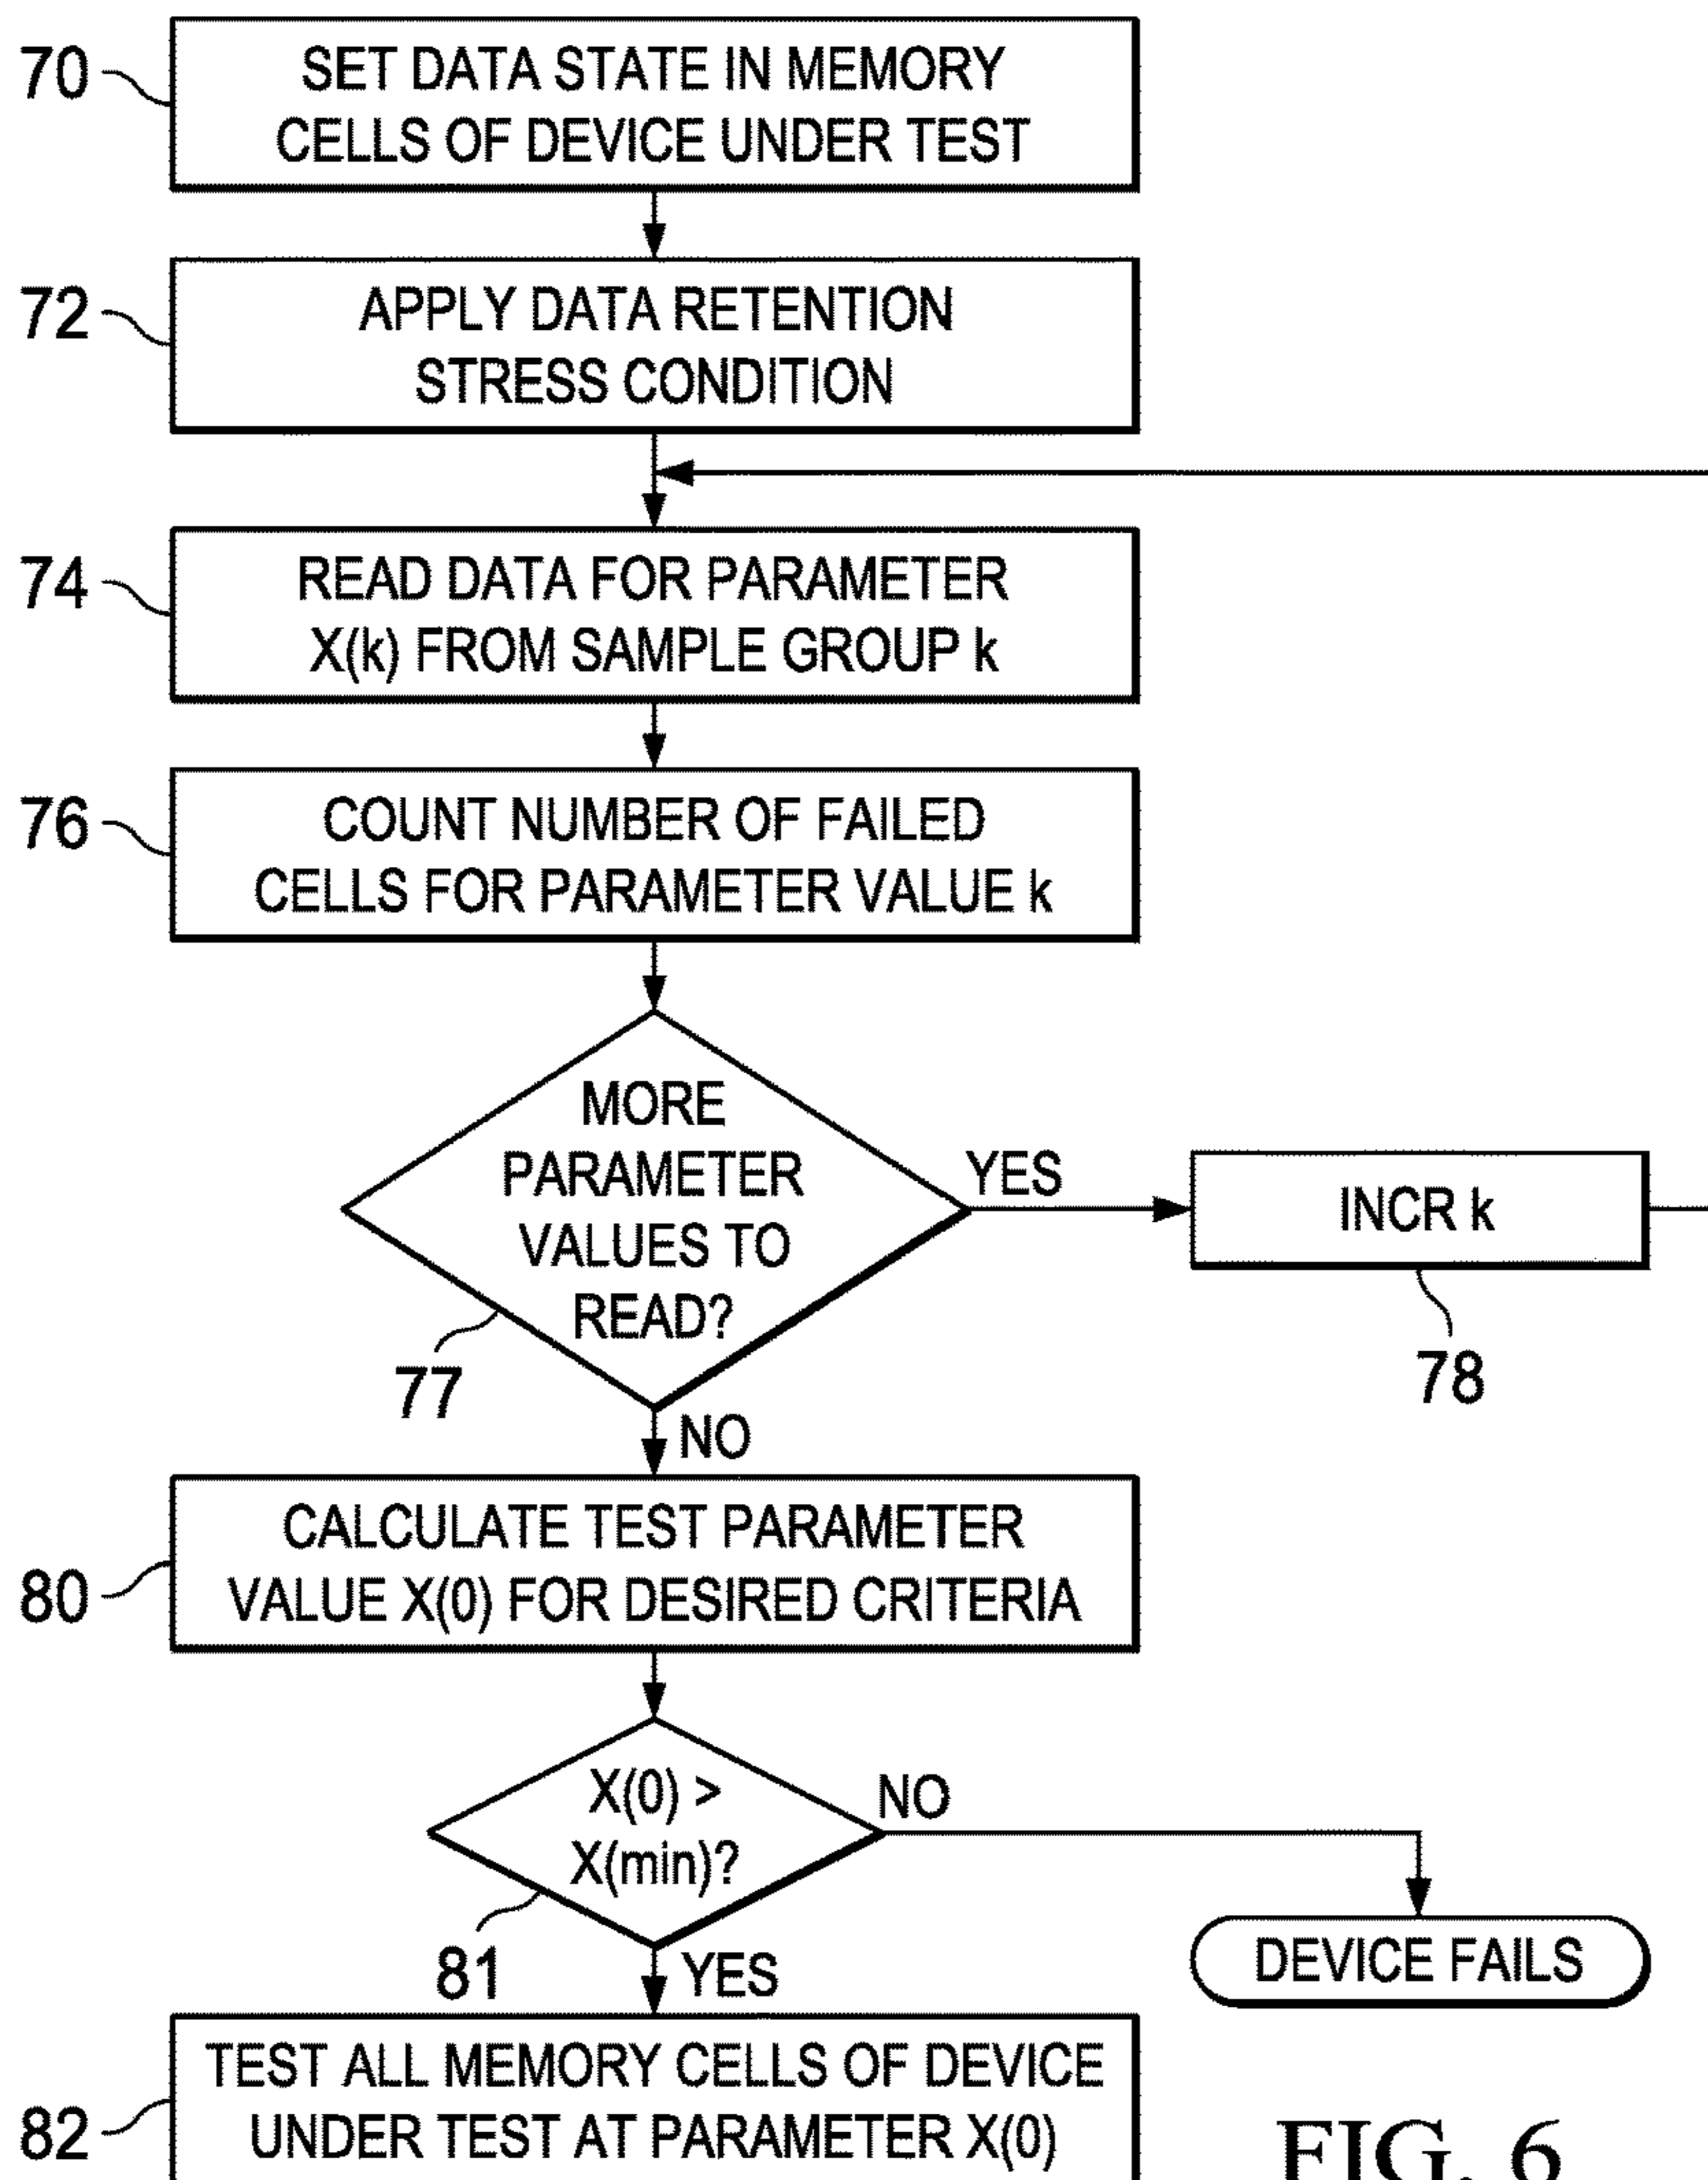 70
SET DATA STATE IN MEMORY
CELLS OF DEVICE UNDER TEST
72
APPLY DATA RETENTION
STRESS CONDITION
74
READ DATA FOR PARAMETER
X(k) FROM SAMPLE GROUP k
76
COUNT NUMBER OF FAILED
CELLS FOR PARAMETER VALUE k
MORE
PARAMETER
VALUES TO
READ?
77
YES
INCR k
78
NO
80
CALCULATE TEST PARAMETER
VALUE X(0) FOR DESIRED CRITERIA
X(0) >
X(min)?
81
NO
DEVICE FAILS
YES
82
TEST ALL MEMORY CELLS OF DEVICE
UNDER TEST AT PARAMETER X(0)
FIG. 6